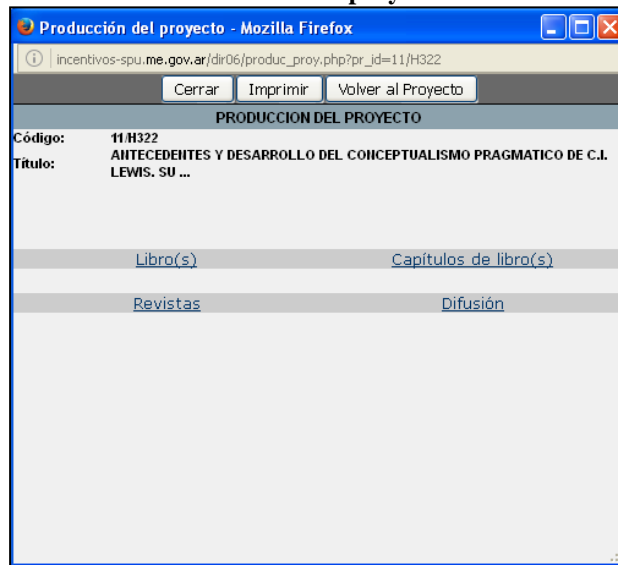 Producción del proyecto - Mozilla Firefox
incentivos-spu.me.gov.ar/dir06/produc_proy.php?pr_id=11/H322
Cerrar Imprimir Volver al Proyecto
PRODUCCION DEL PROYECTO
Código: 11/H322
Título: ANTECEDENTES Y DESARROLLO DEL CONCEPTUALISMO PRAGMATICO DE C.I.
LEWIS. SU ...
Libro(s) Capítulos de libro(s)
Revistas Difusión